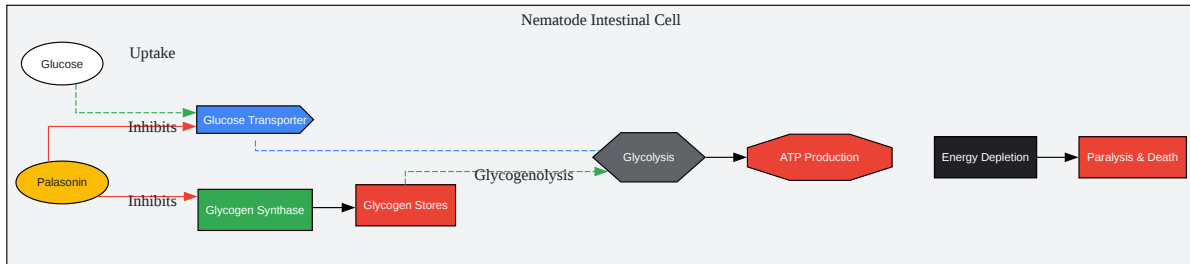 Nematode Intestinal Cell
Uptake
Glucose
Glucose Transporter
Inhibits
Glycolysis
ATP Production
Energy Depletion
Paralysis & Death
Glycogenolysis
Palasonin
Inhibits
Glycogen Synthase
Glycogen Stores